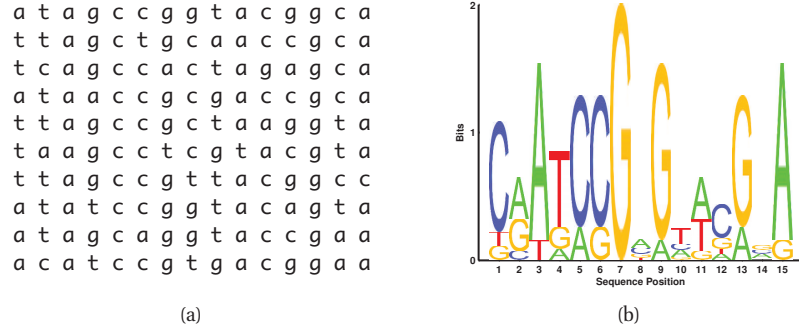 a t a g c c g g t a c g g c a
t t a g c t g c a a c c g c a
t c a g c c a c t a g a g c a
a t a a c c g c g a c c g c a
t t a g c c g c t a a g g t a
t a a g c c t c g t a c g t a
t t a g c c g t t a c g g c c
a t a t c c g g t a c a g t a
a t a g c a g g t a c c g a a
a c a t c c g t g a c g g a a
(a)
2
1
0
Bits
C A A T C C G A G T A C G A
T G T G A G C A C T G A G
G C A
1 2 3 4 5 6 7 8 9 10 11 12 13 14 15
Sequence Position
(b)